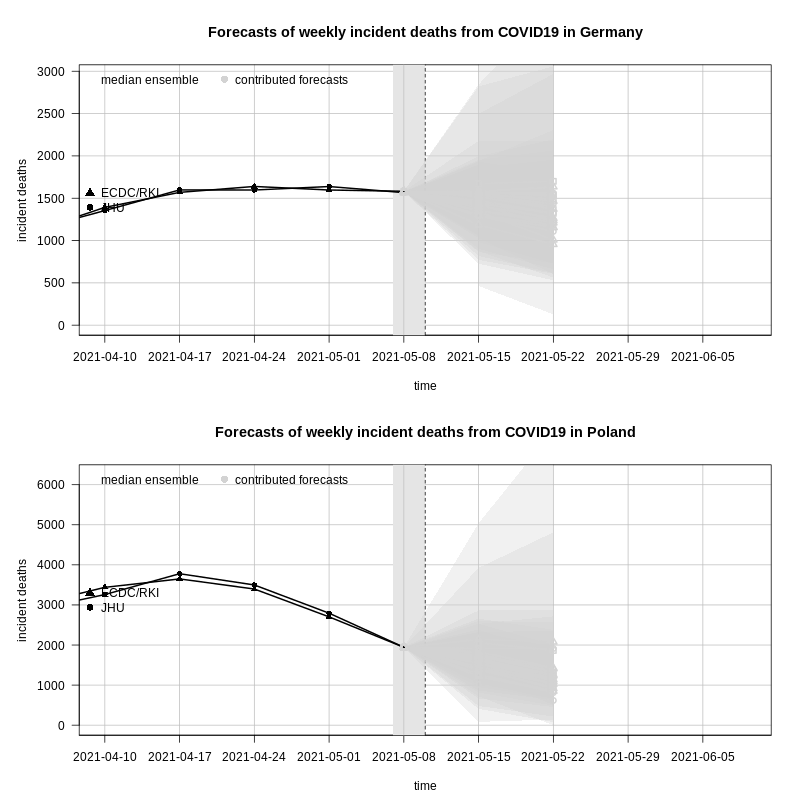 Forecasts of weekly incident deaths from COVID19 in Germany
median ensemble contributed forecasts
3000
2500
2000
1500
1000
500
0
incident deaths
ECDC/RKI
JHU
2021-04-10 2021-04-17 2021-04-24 2021-05-01 2021-05-08 2021-05-15 2021-05-22 2021-05-29 2021-06-05
time
Forecasts of weekly incident deaths from COVID19 in Poland
median ensemble contributed forecasts
6000
5000
4000
3000
2000
1000
0
incident deaths
ECDC/RKI
JHU
2021-04-10 2021-04-17 2021-04-24 2021-05-01 2021-05-08 2021-05-15 2021-05-22 2021-05-29 2021-06-05
time